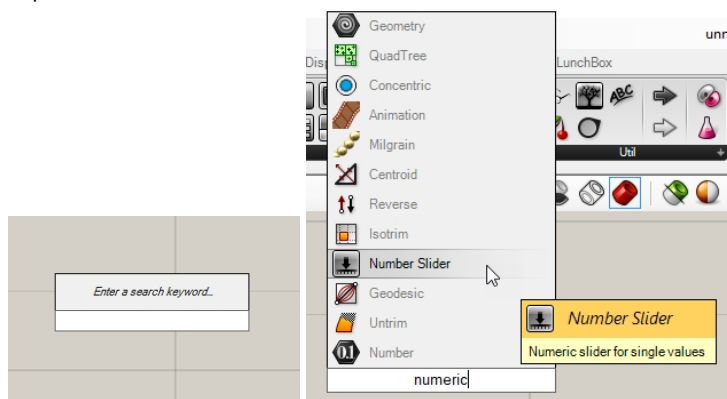 Enter a search keyword...
Geometry
unr
QuadTree
Disp
LunchBox
Concentric
ABC
Animation
Milgrain
Util
Centroid
Reverse
Isotrim
Number Slider
Geodesic
Untrim
0.1 Number
numeric
Number Slider
Numeric slider for single values